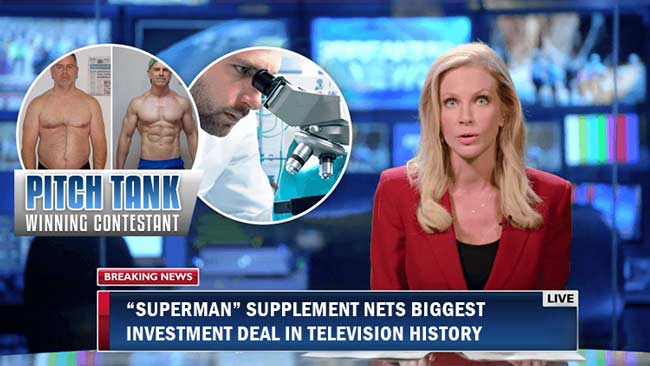 PITCH TANK
WINNING CONTESTANT
BREAKING NEWS
LIVE
“SUPERMAN” SUPPLEMENT NETS BIGGEST
INVESTMENT DEAL IN TELEVISION HISTORY